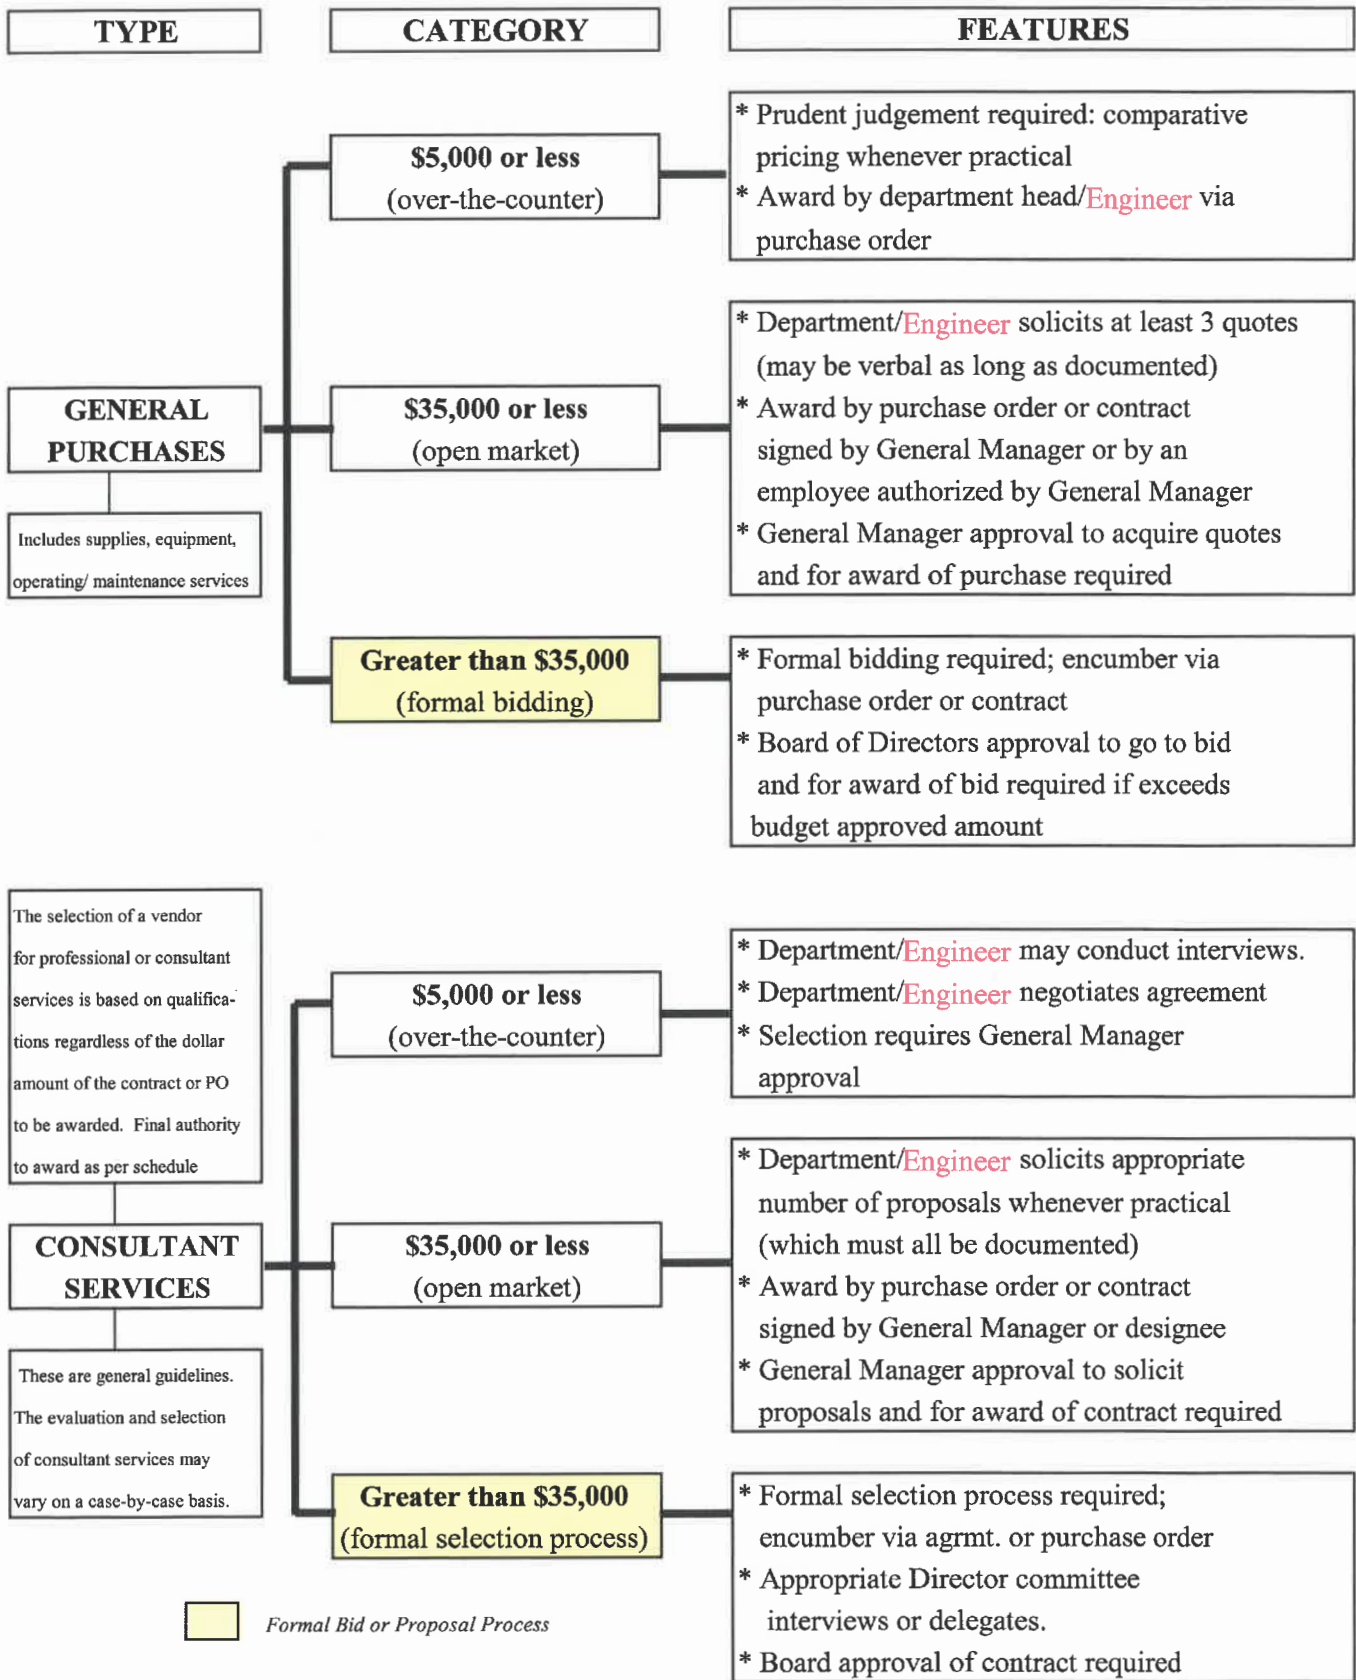 TYPE
CATEGORY
FEATURES
$5,000 or less
(over-the-counter)
* Prudent judgement required: comparative
pricing whenever practical
* Award by department head/Engineer via
purchase order
GENERAL
PURCHASES
Includes supplies, equipment,
operating/ maintenance services
$35,000 or less
(open market)
* Department/Engineer solicits at least 3 quotes
(may be verbal as long as documented)
* Award by purchase order or contract
signed by General Manager or by an
employee authorized by General Manager
* General Manager approval to acquire quotes
and for award of purchase required
Greater than $35,000
(formal bidding)
* Formal bidding required; encumber via
purchase order or contract
* Board of Directors approval to go to bid
and for award of bid required if exceeds
budget approved amount
The selection of a vendor
for professional or consultant
services is based on qualifica-
tions regardless of the dollar
amount of the contract or PO
to be awarded. Final authority
to award as per schedule
CONSULTANT
SERVICES
These are general guidelines.
The evaluation and selection
of consultant services may
vary on a case-by-case basis.
$5,000 or less
(over-the-counter)
* Department/Engineer may conduct interviews.
* Department/Engineer negotiates agreement
* Selection requires General Manager
approval
$35,000 or less
(open market)
* Department/Engineer solicits appropriate
number of proposals whenever practical
(which must all be documented)
* Award by purchase order or contract
signed by General Manager or designee
* General Manager approval to solicit
proposals and for award of contract required
Greater than $35,000
(formal selection process)
* Formal selection process required;
encumber via agrmt. or purchase order
* Appropriate Director committee
interviews or delegates.
* Board approval of contract required
Formal Bid or Proposal Process